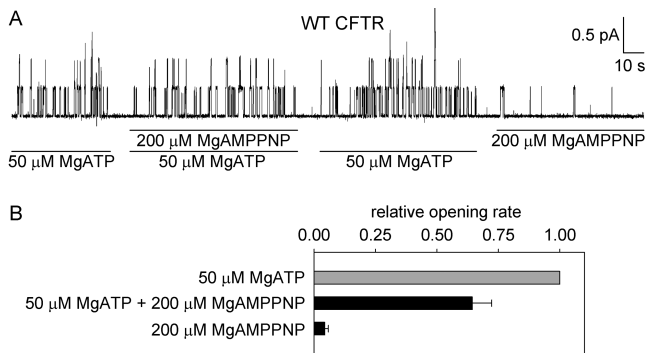 A
WT CFTR
0.5 pA
10 s
200 μM MgAMPPNP
200 μM MgAMPPNP
50 μM MgATP
50 μM MgATP
50 μM MgATP
B
relative opening rate
0.00 0.25 0.50 0.75 1.00
50 μM MgATP
50 μM MgATP + 200 μM MgAMPPNP
200 μM MgAMPPNP